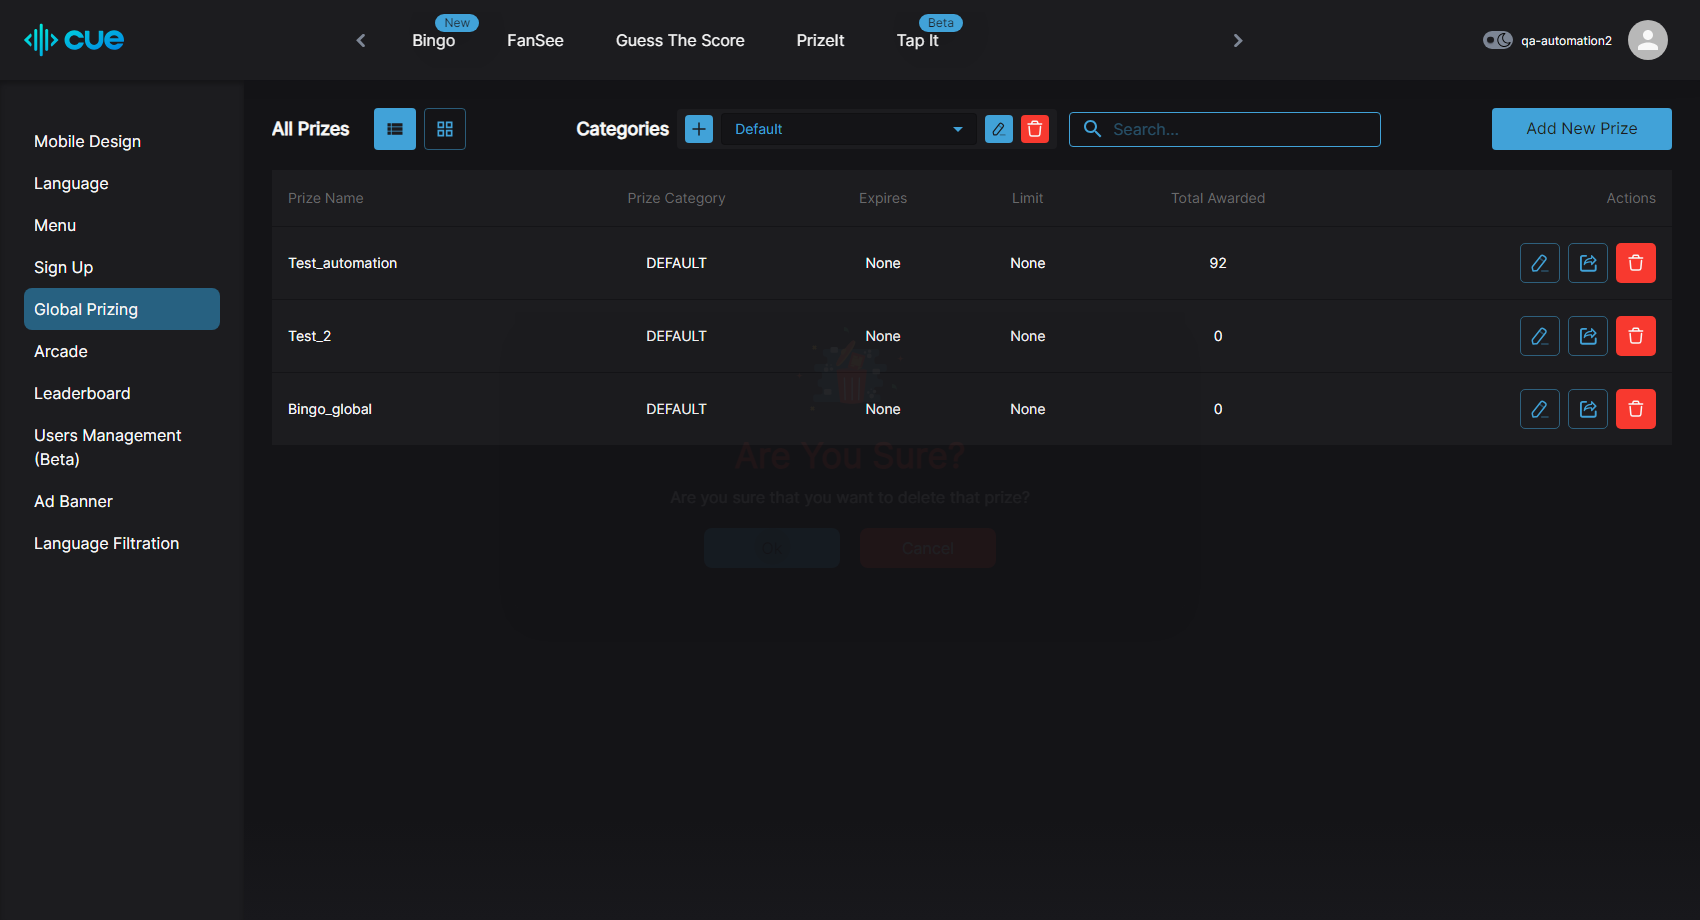 cue
New
Beta
Bingo
FanSee
Guess The Score
PrizeIt
Tap It
qa-automation2
Mobile Design
Language
Menu
Sign Up
Global Prizing
Arcade
Leaderboard
Users Management
(Beta)
Ad Banner
Language Filtration
All Prizes
Categories
Default
Search...
Add New Prize
Prize Name Prize Category Expires Limit Total Awarded Actions
Test_automation DEFAULT None None 92
Test_2 DEFAULT None None 0
Bingo_global DEFAULT None None 0
Are You Sure?
Are you sure that you want to delete that prize?
Cancel